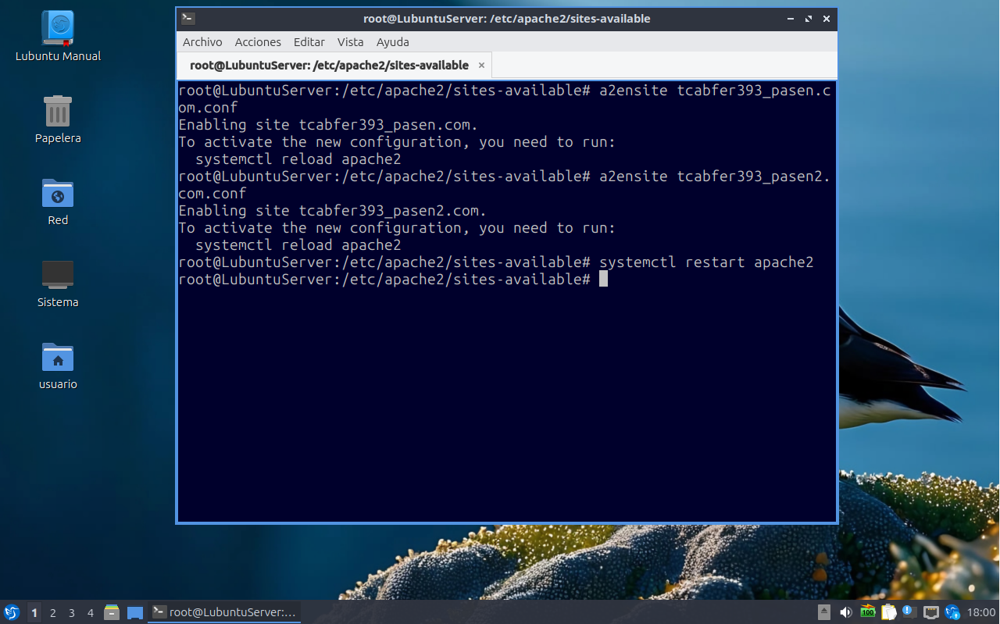 root@LubuntuServer: /etc/apache2/sites-available
Archivo Acciones Editar Vista Ayuda
root@LubuntuServer: /etc/apache2/sites-available ×
root@LubuntuServer:/etc/apache2/sites-available# a2ensite tcabfer393_pasen.c
om.conf
Enabling site tcabfer393_pasen.com.
To activate the new configuration, you need to run:
  systemctl reload apache2
root@LubuntuServer:/etc/apache2/sites-available# a2ensite tcabfer393_pasen2.
com.conf
Enabling site tcabfer393_pasen2.com.
To activate the new configuration, you need to run:
  systemctl reload apache2
root@LubuntuServer:/etc/apache2/sites-available# systemctl restart apache2
root@LubuntuServer:/etc/apache2/sites-available#
Lubuntu Manual
Papelera
Red
Sistema
usuario
1 2 3 4 root@LubuntuServer:... 100 18:00